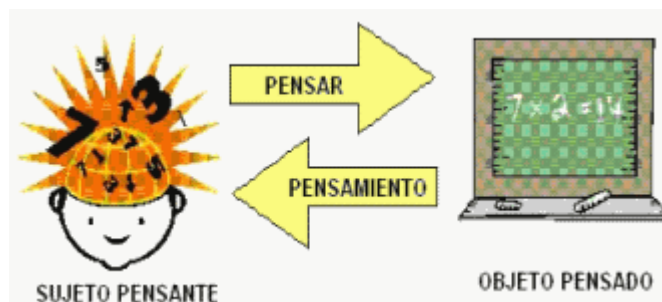 PENSAR
7 x 2 = 14
PENSAMIENTO
SUJETO PENSANTE
OBJETO PENSADO